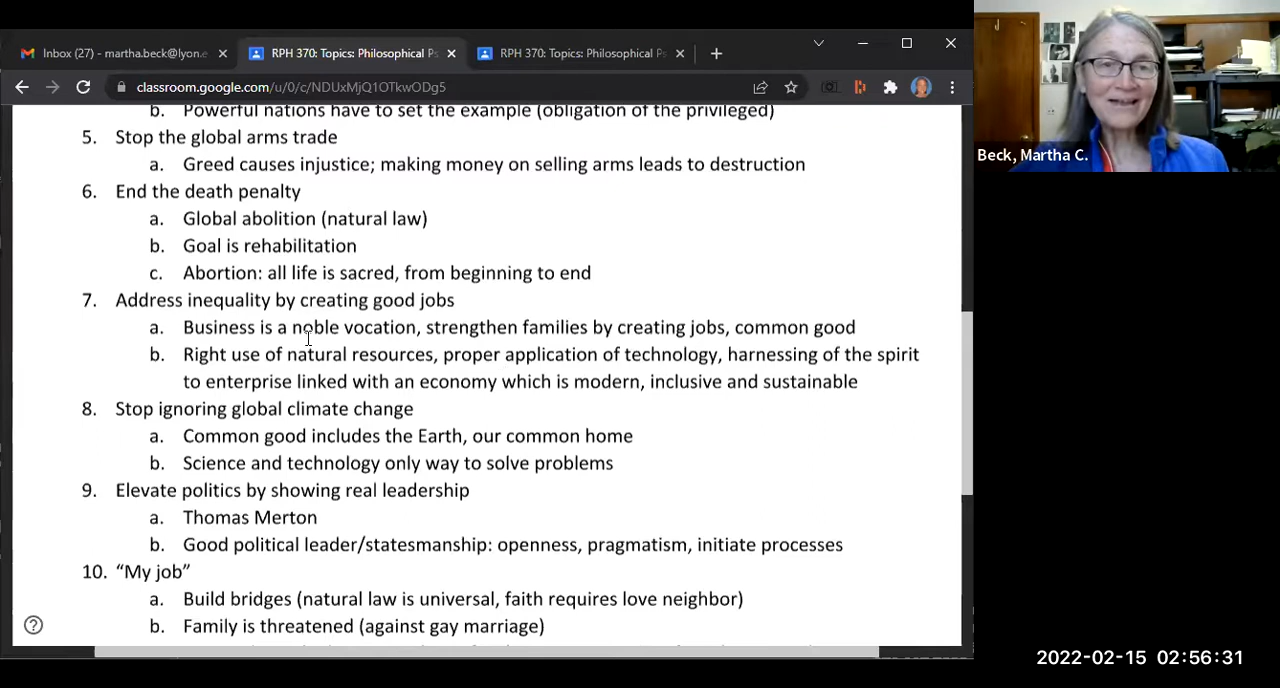 Inbox (27) - martha.beck@lyon.e
RPH 370: Topics: Philosophical Ps
RPH 370: Topics: Philosophical Ps
classroom.google.com/u/0/c/NDUxMjQ1OTkwODg5
b. Powerful nations have to set the example (obligation of the privileged)
5. Stop the global arms trade
a. Greed causes injustice; making money on selling arms leads to destruction
6. End the death penalty
a. Global abolition (natural law)
b. Goal is rehabilitation
c. Abortion: all life is sacred, from beginning to end
7. Address inequality by creating good jobs
a. Business is a noble vocation, strengthen families by creating jobs, common good
b. Right use of natural resources, proper application of technology, harnessing of the spirit
to enterprise linked with an economy which is modern, inclusive and sustainable
8. Stop ignoring global climate change
a. Common good includes the Earth, our common home
b. Science and technology only way to solve problems
9. Elevate politics by showing real leadership
a. Thomas Merton
b. Good political leader/statesmanship: openness, pragmatism, initiate processes
10. “My job”
a. Build bridges (natural law is universal, faith requires love neighbor)
b. Family is threatened (against gay marriage)
Beck, Martha C.
2022-02-15 02:56:31